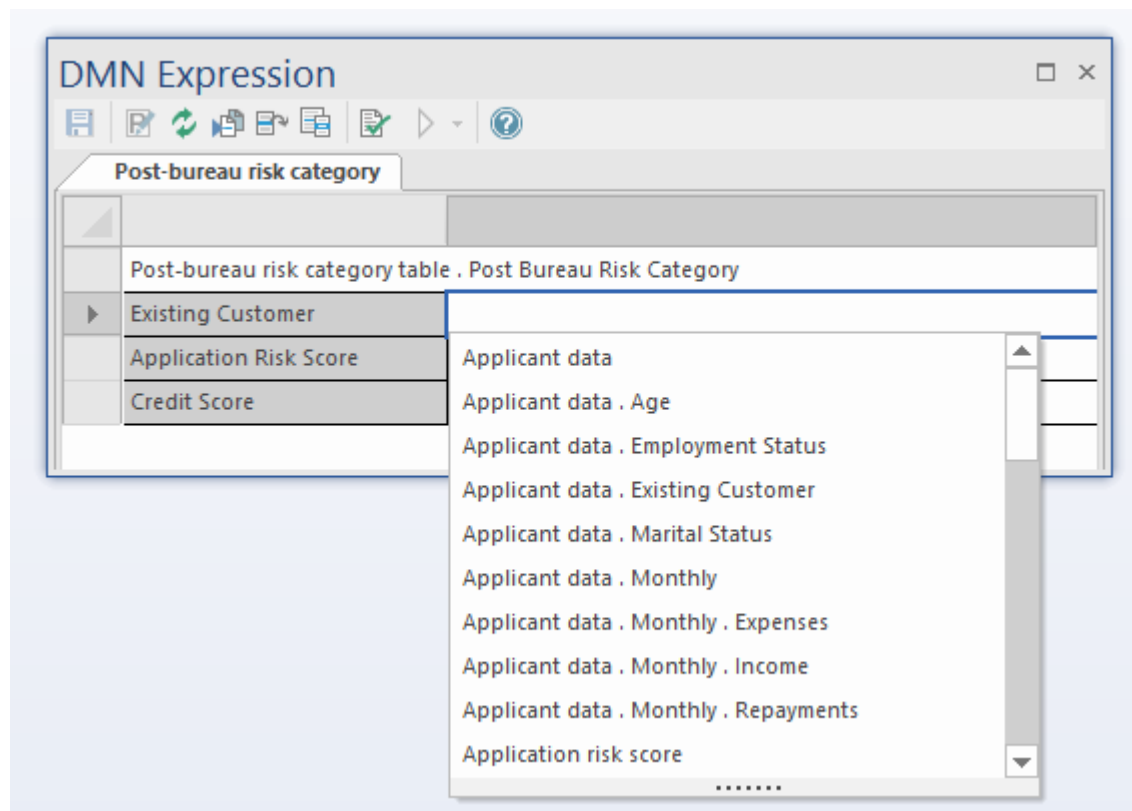 DMN Expression
Post-bureau risk category
Post-bureau risk category table . Post Bureau Risk Category
Existing Customer
Application Risk Score
Credit Score
Applicant data
Applicant data . Age
Applicant data . Employment Status
Applicant data . Existing Customer
Applicant data . Marital Status
Applicant data . Monthly
Applicant data . Monthly . Expenses
Applicant data . Monthly . Income
Applicant data . Monthly . Repayments
Application risk score